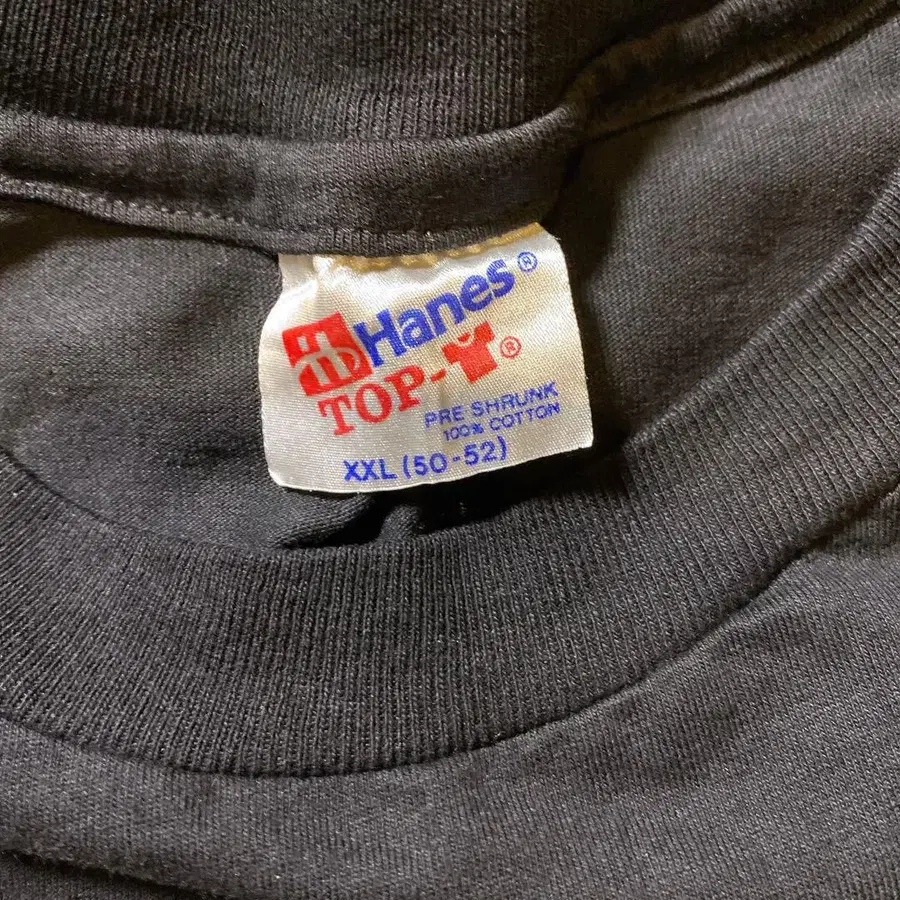 Hanes®
TOP-®
PRE SHRUNK
100% COTTON
XXL (50-52)